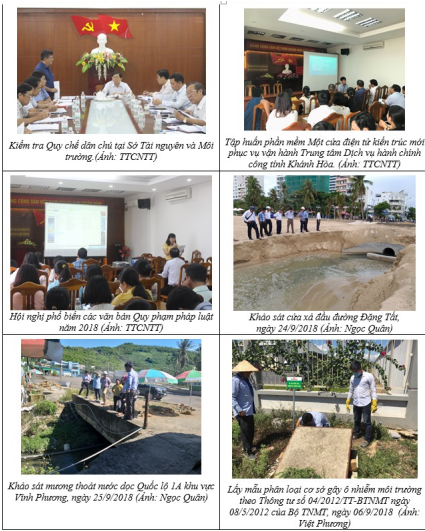 Kiểm tra Quy chế dân chủ tại Sở Tài nguyên và Môi
trường.(Ảnh: TTCNTT)
Tập huấn phần mềm Một cửa điện tử kiến trúc mới
phục vụ vận hành Trung tâm Dịch vụ hành chính
công tỉnh Khánh Hòa. (Ảnh: TTCNTT)
Hội nghị phổ biến các văn bản Quy phạm pháp luật
năm 2018 (Ảnh: TTCNTT)
Khảo sát cửa xả đầu đường Đặng Tất,
ngày 24/9/2018 (Ảnh: Ngọc Quân)
Khảo sát mương thoát nước dọc Quốc lộ 1A khu vực
Vĩnh Phương, ngày 25/9/2018 (Ảnh: Ngọc Quân)
Lấy mẫu phân loại cơ sở gây ô nhiễm môi trường
theo Thông tư số 04/2012/TT-BTNMT ngày
08/5/2012 của Bộ TNMT, ngày 06/9/2018 (Ảnh:
Việt Phương)